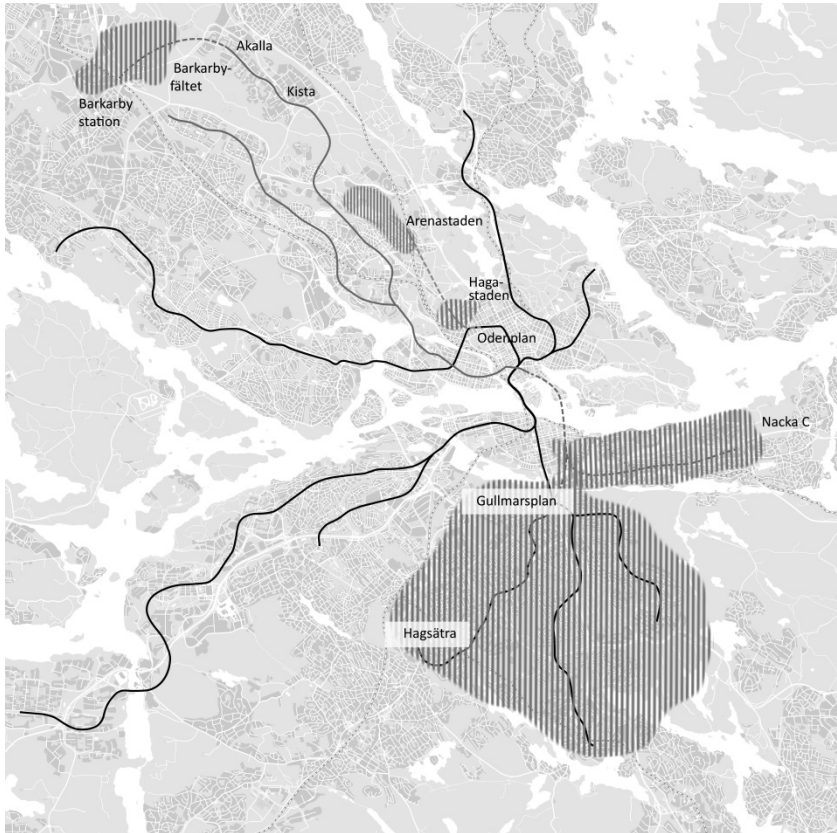 Akalla
Barkarby-
fältet
Kista
Barkarby
station
Arenastaden
Haga-
staden
Odenplan
Nacka C
Gullmarsplan
Hagsätra